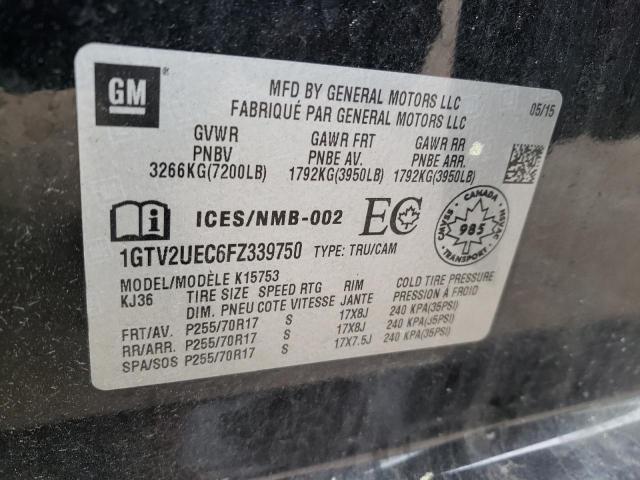 GM
MFD BY GENERAL MOTORS LLC
FABRIQUÉ PAR GENERAL MOTORS LLC
05/15
GVWR GAWR FRT GAWR RR
PNBV PNBE AV. PNBE ARR.
3266KG(7200LB) 1792KG(3950LB) 1792KG(3950LB)
i ICES/NMB-002 EC
CANADA CMVSS NSVAC 985 TRANSPORT
1GTV2UEC6FZ339750 TYPE: TRU/CAM
MODEL/MODÈLE K15753
KJ36 TIRE SIZE SPEED RTG RIM COLD TIRE PRESSURE
DIM. PNEU COTE VITESSE JANTE PRESSION À FROID
FRT/AV. P255/70R17 S 17X8J 240 KPA(35PSI)
RR/ARR. P255/70R17 S 17X8J 240 KPA(35PSI)
SPA/SOS P255/70R17 S 17X7.5J 240 KPA(35PSI)